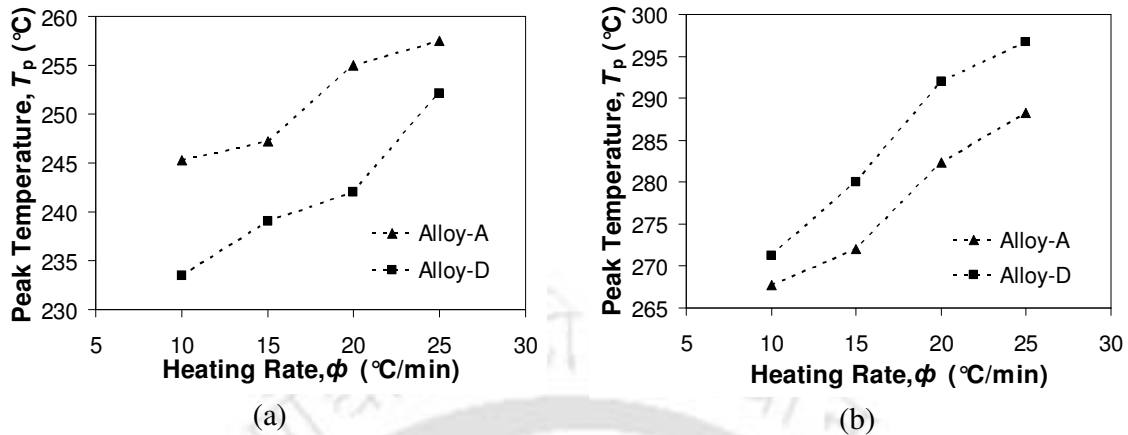 Peak Temperature, Tp (°C)
260
255
250
245
240
235
230
5 10 15 20 25 30
Heating Rate,ϕ (°C/min)
Alloy-A
Alloy-D
(a)
Peak Temperature, Tp (°C)
300
295
290
285
280
275
270
265
5 10 15 20 25 30
Heating Rate,ϕ (°C/min)
Alloy-A
Alloy-D
(b)